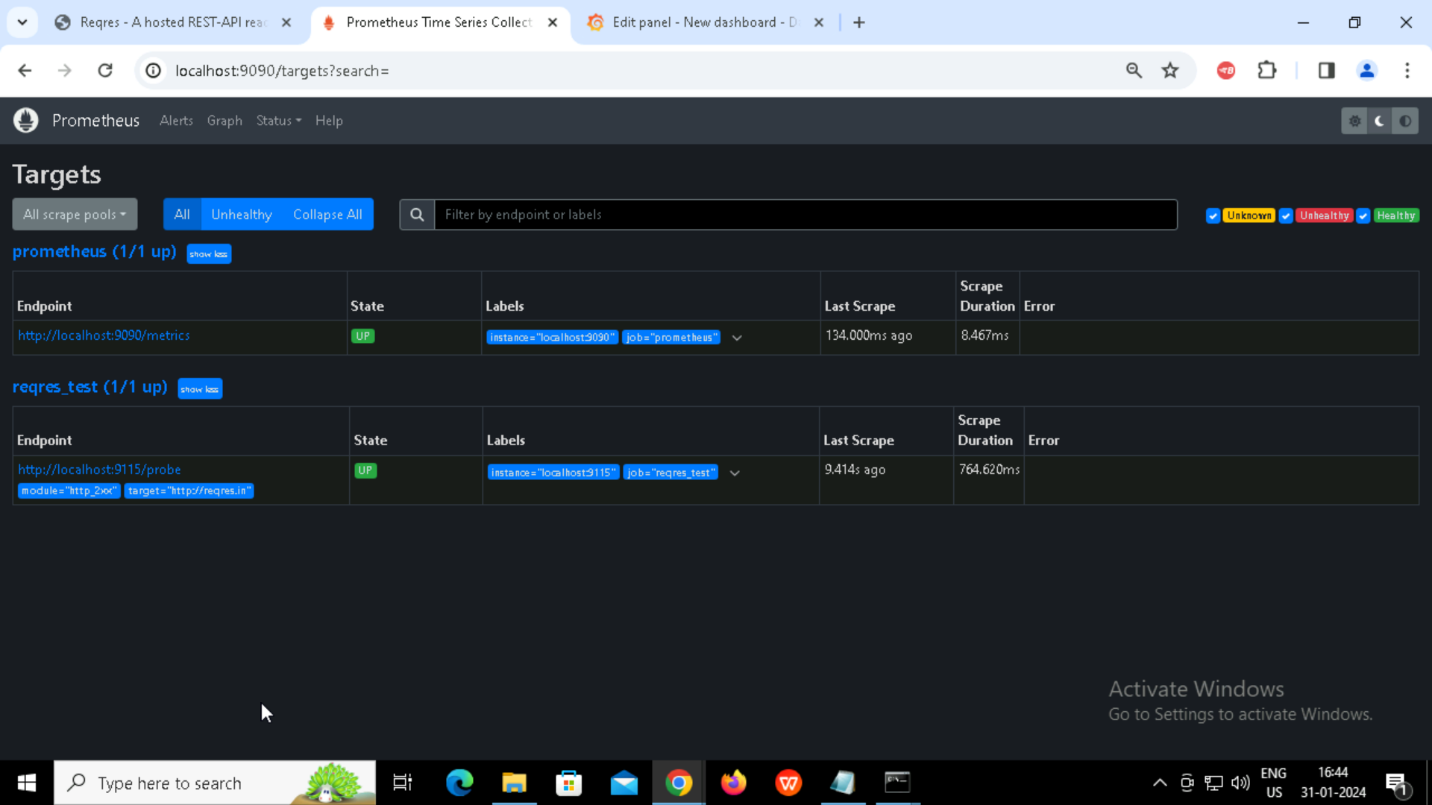 Reqres - A hosted REST-API rea
Prometheus Time Series Collect
Edit panel - New dashboard - D
localhost:9090/targets?search=
Prometheus Alerts Graph Status Help
Targets
All scrape pools
All Unhealthy Collapse All
Filter by endpoint or labels
Unknown Unhealthy Healthy
prometheus (1/1 up) show less
Endpoint State Labels Last Scrape Scrape Duration Error
http://localhost:9090/metrics UP instance="localhost:9090" job="prometheus" 134.000ms ago 8.467ms
reqres_test (1/1 up) show less
Endpoint State Labels Last Scrape Scrape Duration Error
http://localhost:9115/probe UP instance="localhost:9115" job="reqres_test" 9.414s ago 764.620ms
module="http_2xx" target="http://reqres.in"
Activate Windows
Go to Settings to activate Windows.
Type here to search
ENG
US
16:44
31-01-2024
1